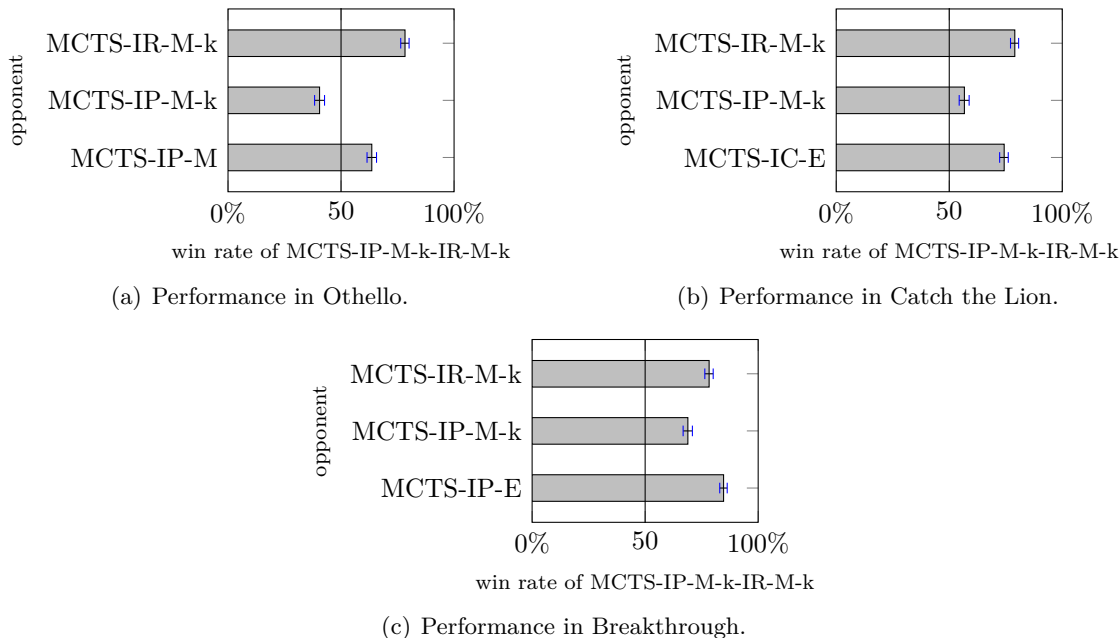 opponent
MCTS-IR-M-k
MCTS-IP-M-k
MCTS-IP-M
0%
50
100%
win rate of MCTS-IP-M-k-IR-M-k
(a) Performance in Othello.
opponent
MCTS-IR-M-k
MCTS-IP-M-k
MCTS-IC-E
0%
50
100%
win rate of MCTS-IP-M-k-IR-M-k
(b) Performance in Catch the Lion.
opponent
MCTS-IR-M-k
MCTS-IP-M-k
MCTS-IP-E
0%
50
100%
win rate of MCTS-IP-M-k-IR-M-k
(c) Performance in Breakthrough.